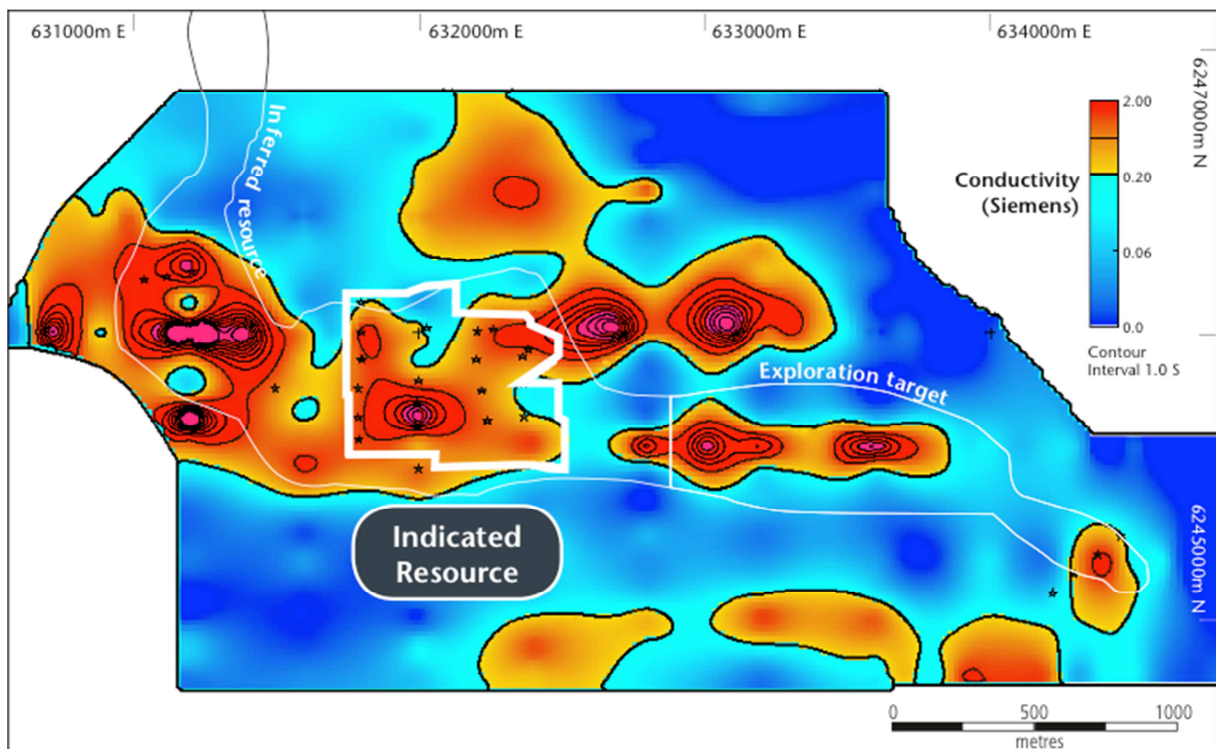 631000m E
632000m E
633000m E
634000m E
6247000m N
Inferred
resource
Conductivity
(Siemens)
2.00
0.20
0.06
0.0
Contour
Interval 1.0 S
Exploration target
Indicated
Resource
6245000m N
0
500
1000
metres